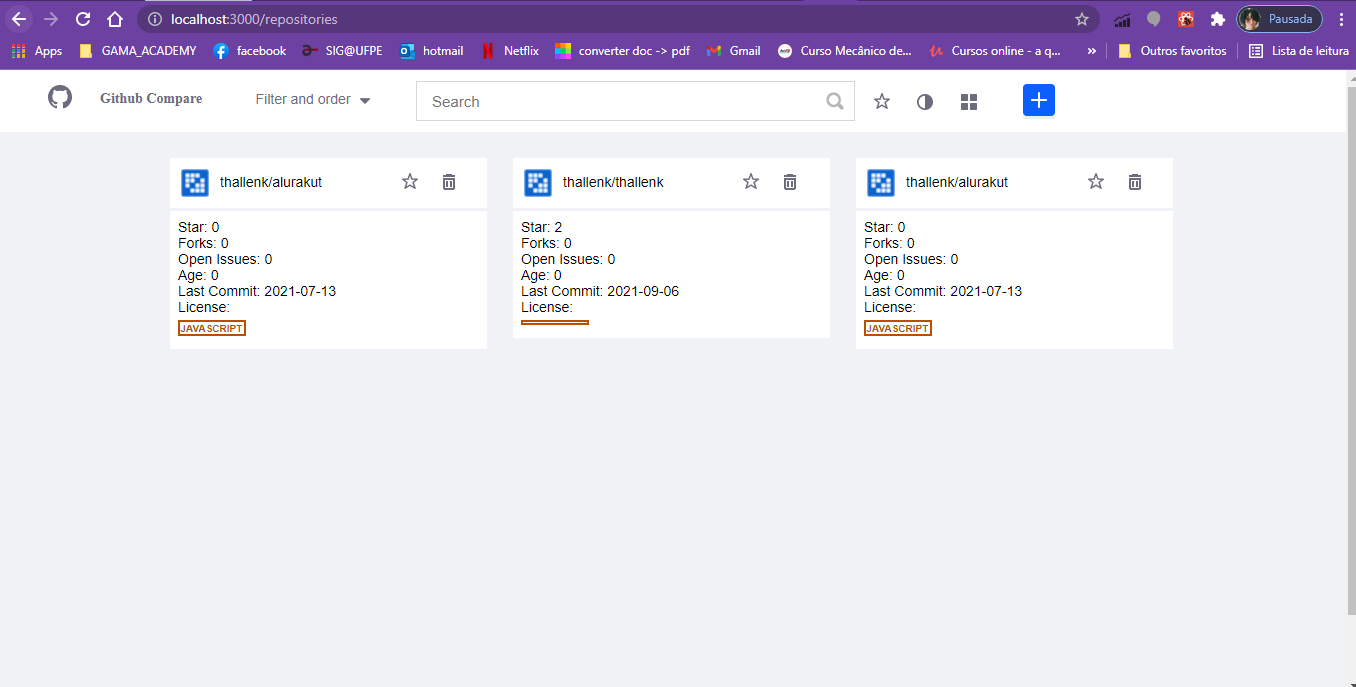 localhost:3000/repositories
Pausada
Apps
GAMA_ACADEMY
facebook
SIG@UFPE
hotmail
Netflix
converter doc -> pdf
Gmail
Curso Mecânico de...
Cursos online - a q...
»
Outros favoritos
Lista de leitura
Github Compare
Filter and order
Search
thallenk/alurakut
Star: 0
Forks: 0
Open Issues: 0
Age: 0
Last Commit: 2021-07-13
License:
JAVASCRIPT
thallenk/thallenk
Star: 2
Forks: 0
Open Issues: 0
Age: 0
Last Commit: 2021-09-06
License:
thallenk/alurakut
Star: 0
Forks: 0
Open Issues: 0
Age: 0
Last Commit: 2021-07-13
License:
JAVASCRIPT